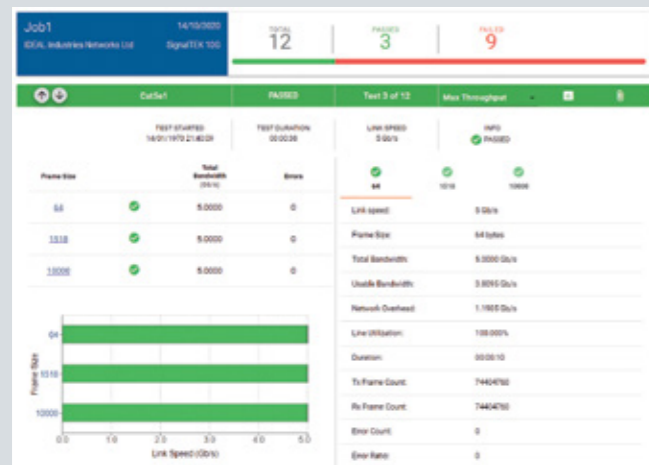 Job1
14/10/2020
IDEAL Industries Networks Ltd
SignalTEK 10G
TOTAL
12
PASSED
3
FAILED
9
Cat5e1
PASSED
Test 3 of 12
Max Throughput
TEST STARTED
TEST DURATION
LINK SPEED
INFO
14/01/1970 21:40:09
5 Gb/s
PASSED
Frame Size
Total Bandwidth (Gb/s)
Errors
64
5.0000
0
1518
5.0000
0
10000
5.0000
0
64
1518
10000
Link speed:
5 Gb/s
Frame Size:
64 bytes
Total Bandwidth:
5.0000 Gb/s
Usable Bandwidth:
3.8095 Gb/s
Network Overhead:
1.1905 Gb/s
Line Utilisation:
100.000%
Duration:
00:00:10
Tx Frame Count:
74404760
Rx Frame Count:
74404760
Error Count:
0
Error Ratio:
0
Frame Size
64
1518
10000
0.0
1.0
2.0
3.0
4.0
5.0
Link Speed (Gb/s)